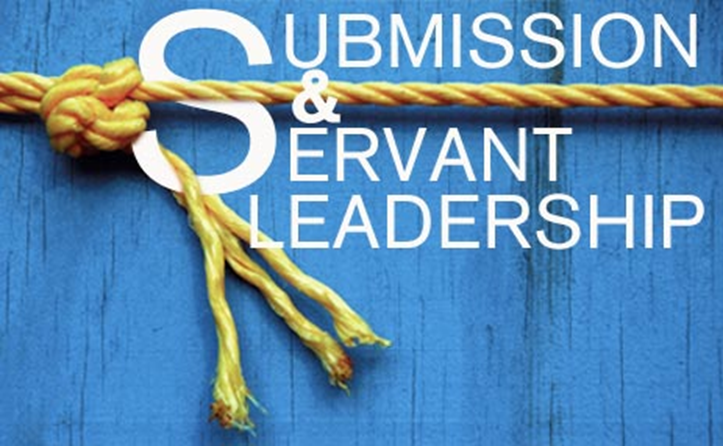 SUBMISSION
&
SERVANT
LEADERSHIP